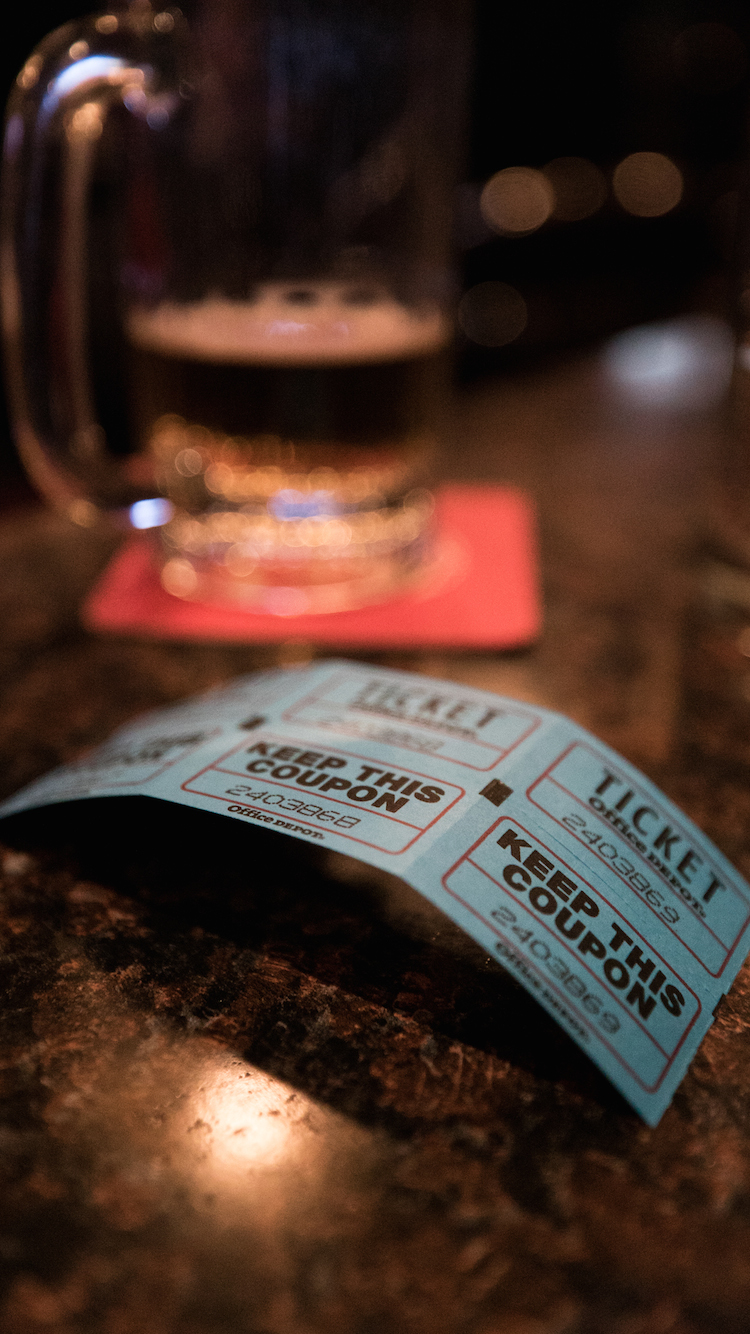 TICKET
KEEP THIS
COUPON
2403868
Office DEPOT.
TICKET
Office DEPOT.
2403869
KEEP THIS
COUPON
2403869
Office DEPOT.